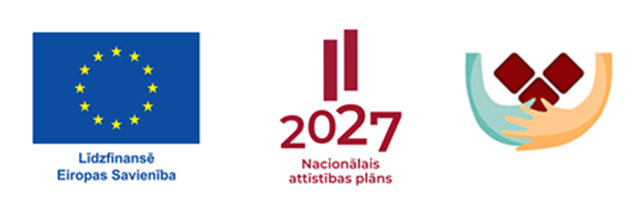 Līdzfinansē
Eiropas Savienība
2027
Nacionālais
attīstības plāns